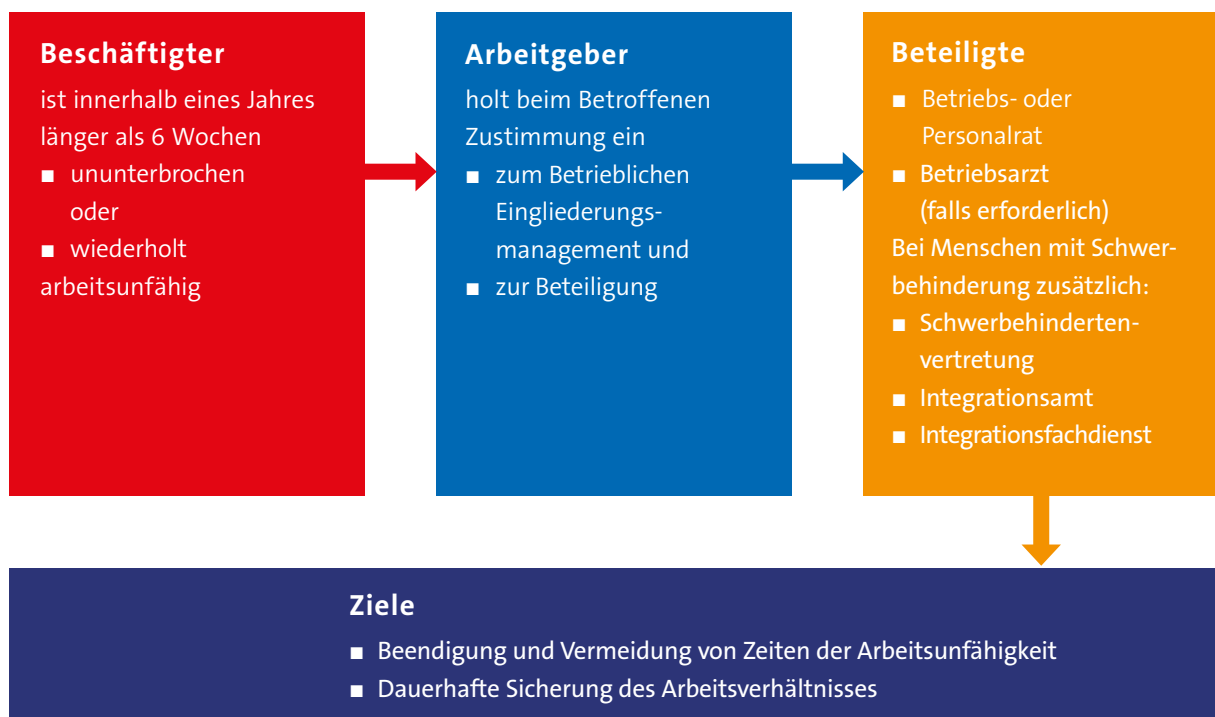 Beschäftigter
ist innerhalb eines Jahres
länger als 6 Wochen
■ ununterbrochen
oder
■ wiederholt
arbeitsunfähig
Arbeitgeber
holt beim Betroffenen
Zustimmung ein
■ zum Betrieblichen
Eingliederungs-
management und
■ zur Beteiligung
Beteiligte
■ Betriebs- oder
Personalrat
■ Betriebsarzt
(falls erforderlich)
Bei Menschen mit Schwer-
behinderung zusätzlich:
■ Schwerbehinderten-
vertretung
■ Integrationsamt
■ Integrationsfachdienst
Ziele
■ Beendigung und Vermeidung von Zeiten der Arbeitsunfähigkeit
■ Dauerhafte Sicherung des Arbeitsverhältnisses